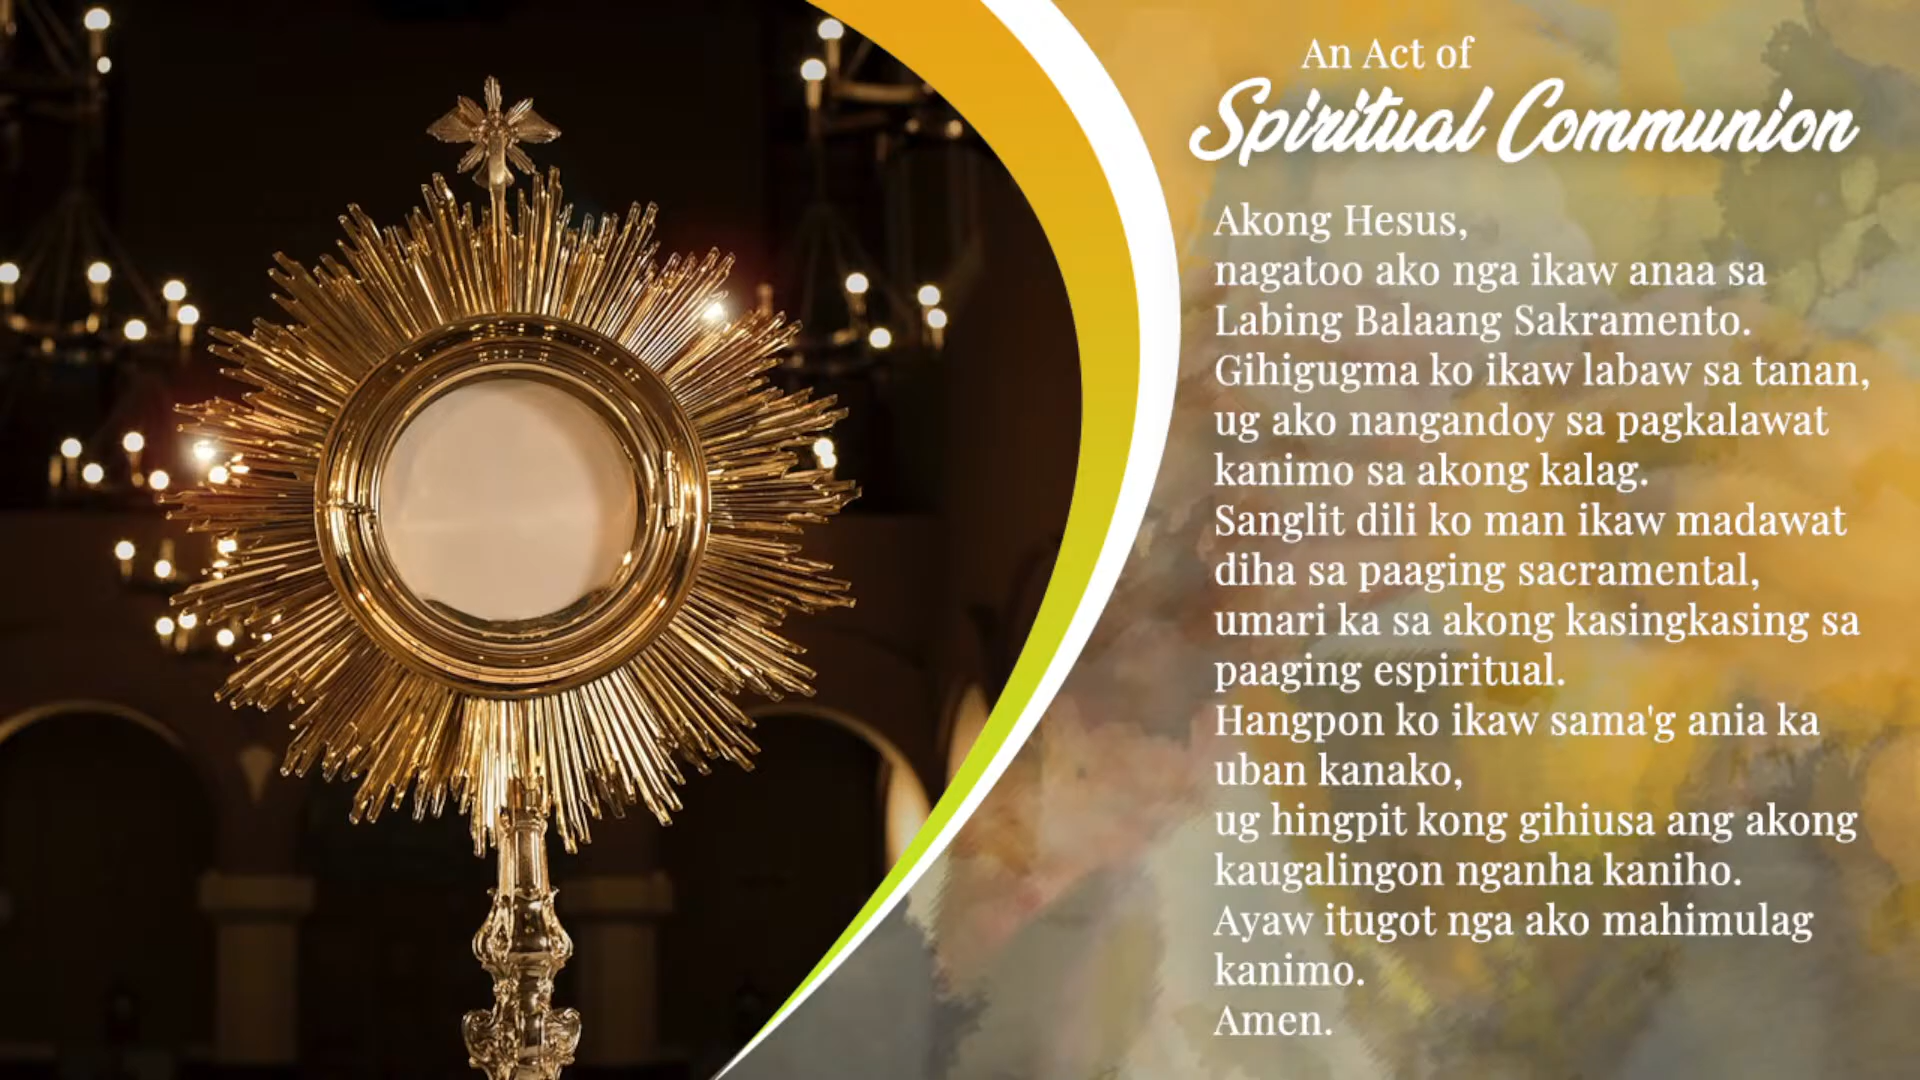 An Act of
Spiritual Communion
Akong Hesus,
nagatoo ako nga ikaw anaa sa
Labing Balaang Sakramento.
Gihigugma ko ikaw labaw sa tanan,
ug ako nangandoy sa pagkalawat
kanimo sa akong kalag.
Sanglit dili ko man ikaw madawat
diha sa paaging sacramental,
umari ka sa akong kasingkasing sa
paaging espiritual.
Hangpon ko ikaw sama'g ania ka
uban kanako,
ug hingpit kong gihiusa ang akong
kaugalingon nganha kaniho.
Ayaw itugot nga ako mahimulag
kanimo.
Amen.